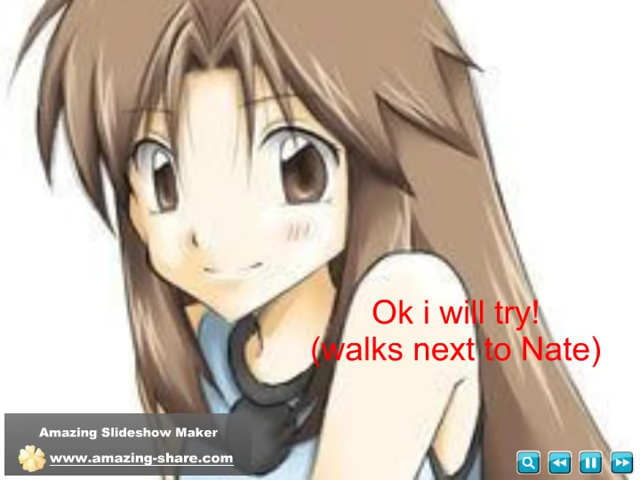 Ok i will try!
(walks next to Nate)
Amazing Slideshow Maker
www.amazing-share.com